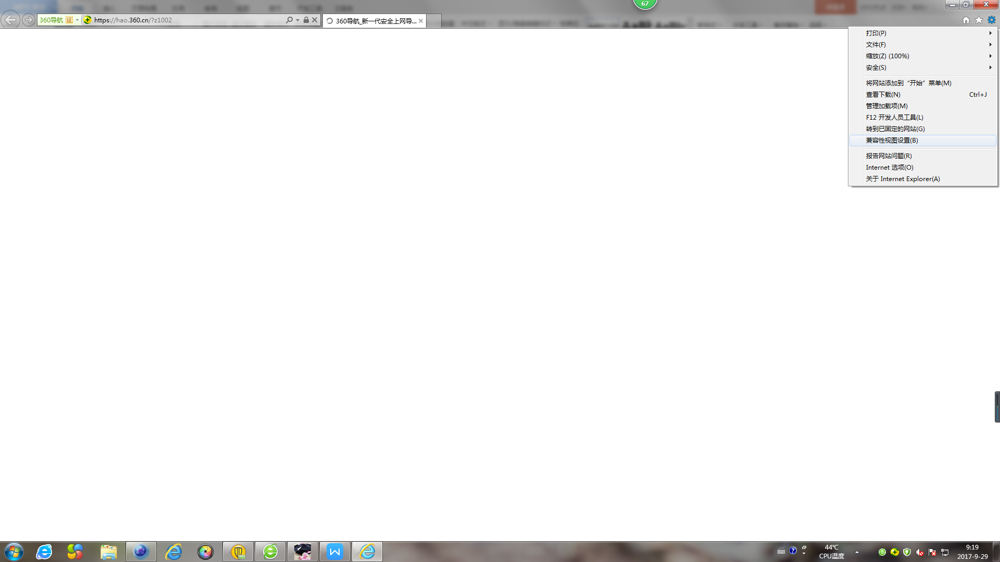 67
360导航 证 https://hao.360.cn/?z1002
360导航_新一代安全上网导...
打印(P)
文件(F)
缩放(Z) (100%)
安全(S)
将网站添加到“开始”菜单(M)
查看下载(N) Ctrl+J
管理加载项(M)
F12 开发人员工具(L)
转到已固定的网站(G)
兼容性视图设置(B)
报告网站问题(R)
Internet 选项(O)
关于 Internet Explorer(A)
44℃
CPU温度
9:19
2017-9-29